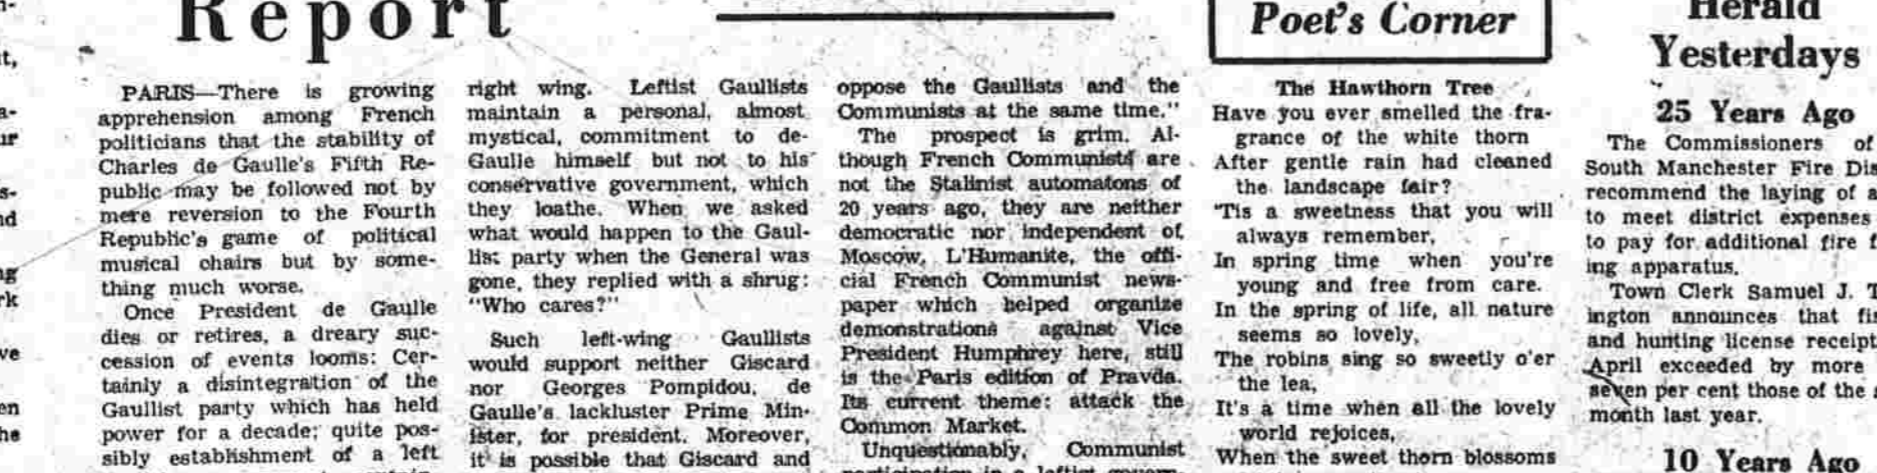 Report
PARIS—There is growing
apprehension among French
politicians that the stability of
Charles de Gaulle's Fifth Re-
public may be followed not by
mere reversion to the Fourth
Republic's game of political
musical chairs but by some-
thing much worse.
Once President de Gaulle
dies or retires, a dreary suc-
cession of events looms: Cer-
tainly a disintegration of the
Gaullist party which has held
power for a decade; quite pos-
sibly establishment of a left
right wing. Leftist Gaullists
maintain a personal, almost
mystical, commitment to de-
Gaulle himself but not to his
conservative government, which
they loathe. When we asked
what would happen to the Gaul-
list party when the General was
gone, they replied with a shrug:
"Who cares?"
Such left-wing Gaullists
would support neither Giscard
nor Georges Pompidou, de
Gaulle's lackluster Prime Min-
ister, for president. Moreover,
it is possible that Giscard and
oppose the Gaullists and the
Communists at the same time."
The prospect is grim. Al-
though French Communists are
not the Stalinist automatons of
20 years ago, they are neither
democratic nor independent of
Moscow. L'Humanite, the offi-
cial French Communist news-
paper which helped organize
demonstrations against Vice
President Humphrey here, still
is the Paris edition of Pravda.
Its current theme: attack the
Common Market.
Unquestionably, Communist
Poet's Corner
The Hawthorn Tree
Have you ever smelled the fra-
grance of the white thorn
After gentle rain had cleaned
the landscape fair?
'Tis a sweetness that you will
always remember,
In spring time when you're
young and free from care.
In the spring of life, all nature
seems so lovely,
The robins sing so sweetly o'er
the lea,
It's a time when all the lovely
world rejoices,
When the sweet thorn blossoms
Herald
Yesterdays
25 Years Ago
The Commissioners of
South Manchester Fire Dis
recommend the laying of a
to meet district expenses
to pay for additional fire f
ing apparatus.
Town Clerk Samuel J. T
ington announces that fis
and hunting license receipt
April exceeded by more
seven per cent those of the
month last year.
10 Years Ago